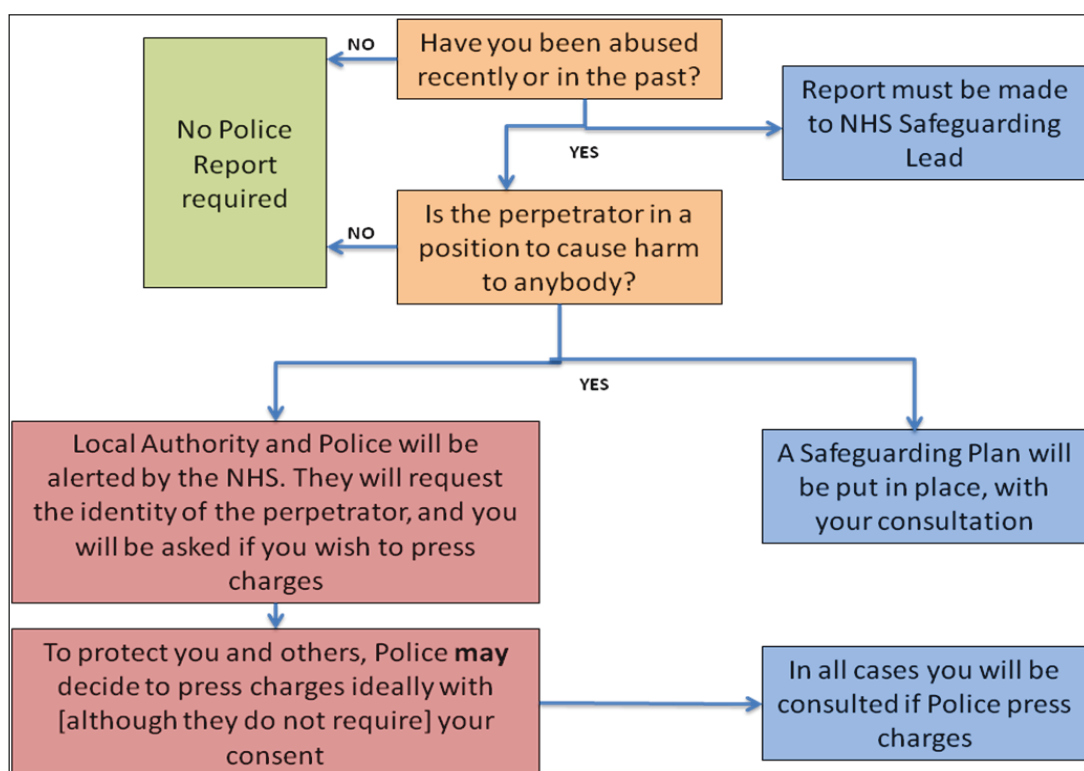 Have you been abused
recently or in the past?
NO
No Police
Report
required
Report must be made
to NHS Safeguarding
Lead
YES
Is the perpetrator in a
position to cause harm
to anybody?
NO
YES
Local Authority and Police will be
alerted by the NHS. They will request
the identity of the perpetrator, and you
will be asked if you wish to press
charges
A Safeguarding Plan will
be put in place, with
your consultation
To protect you and others, Police may
decide to press charges ideally with
[although they do not require] your
consent
In all cases you will be
consulted if Police press
charges